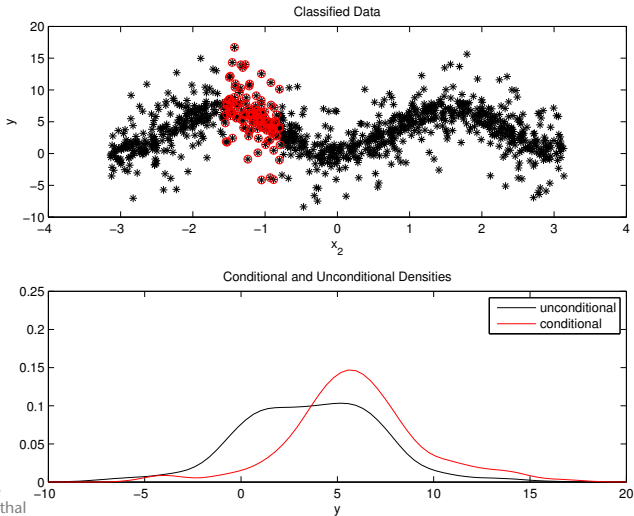 Classified Data
20
15
10
5
0
−5
−10
y
−4 −3 −2 −1 0 1 2 3 4
x2
Conditional and Unconditional Densities
0.25
0.2
0.15
0.1
0.05
0
unconditional
conditional
−10 −5 0 5 10 15 20
y
thal